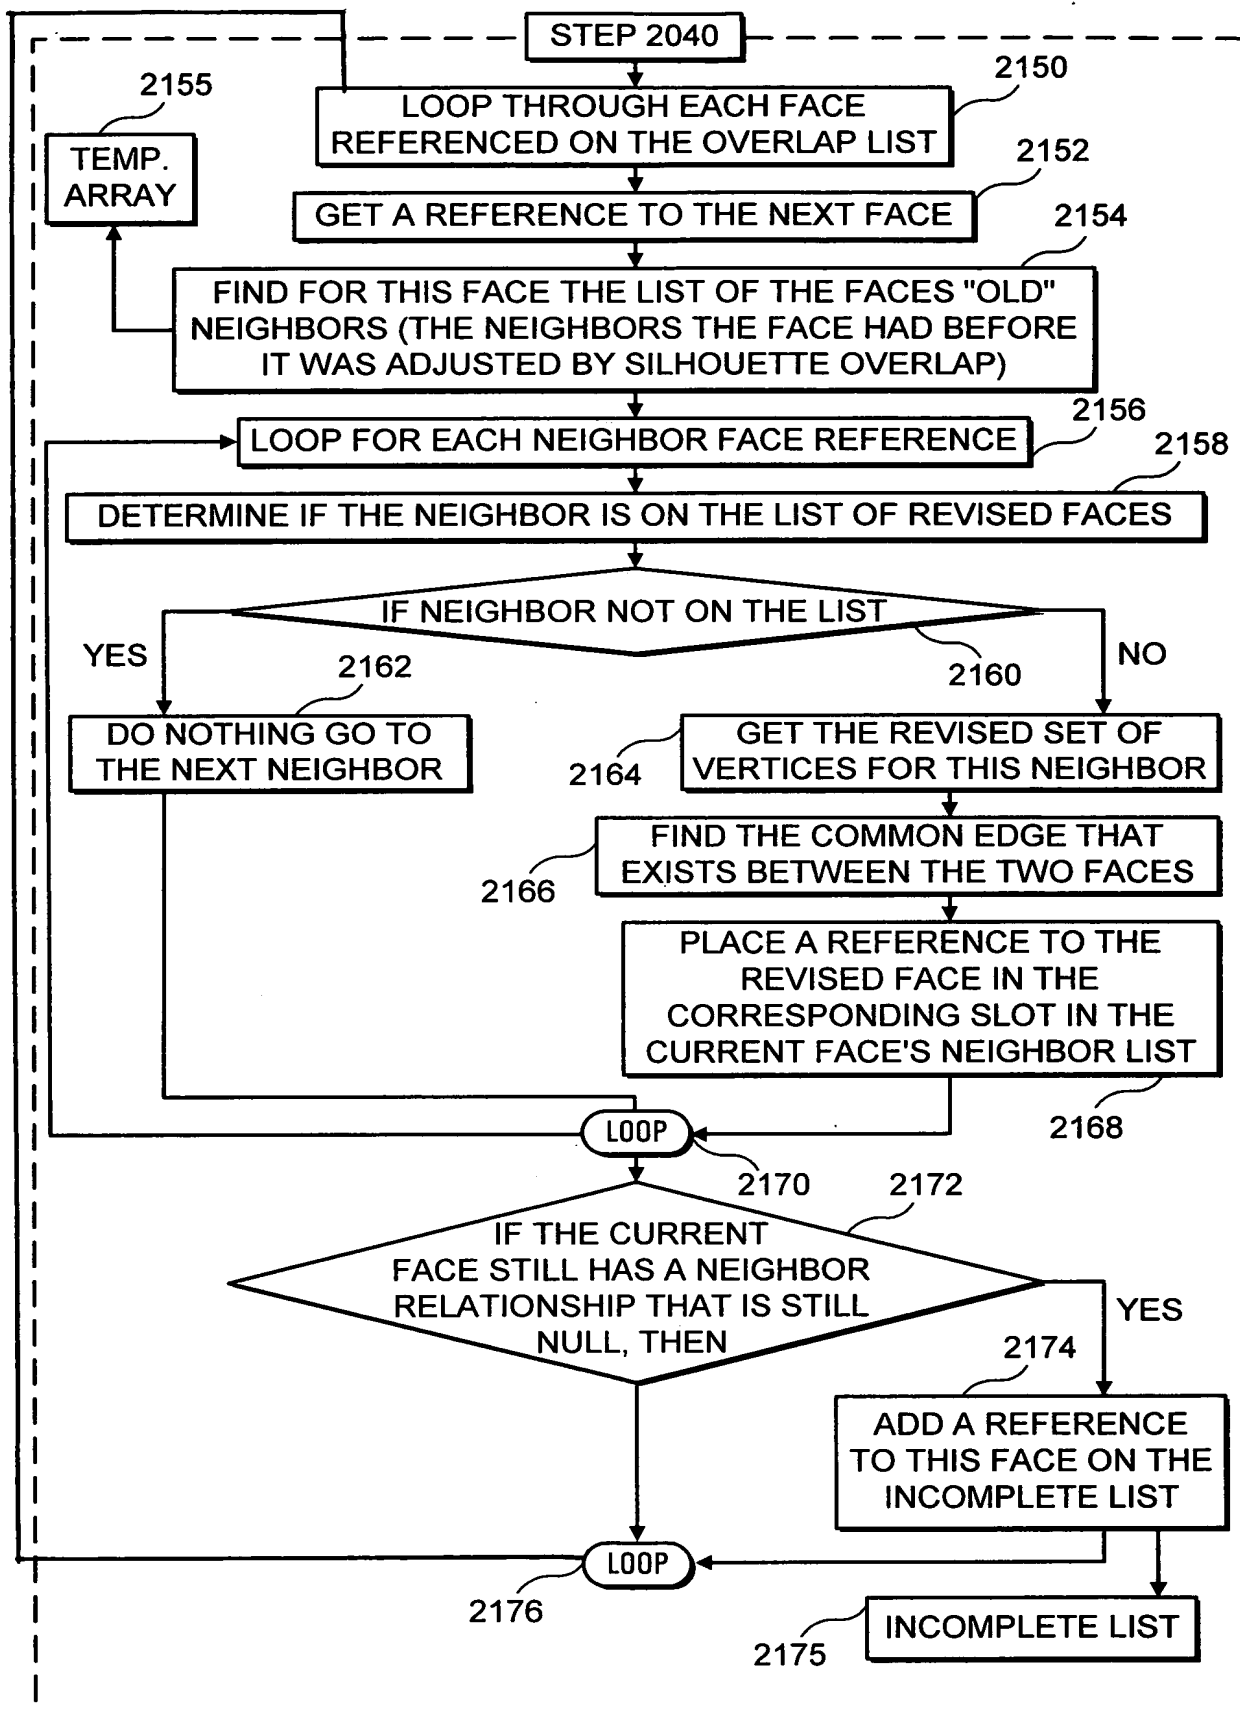 STEP 2040
2150
LOOP THROUGH EACH FACE
REFERENCED ON THE OVERLAP LIST
2155
TEMP.
ARRAY
2152
GET A REFERENCE TO THE NEXT FACE
2154
FIND FOR THIS FACE THE LIST OF THE FACES "OLD"
NEIGHBORS (THE NEIGHBORS THE FACE HAD BEFORE
IT WAS ADJUSTED BY SILHOUETTE OVERLAP)
2156
LOOP FOR EACH NEIGHBOR FACE REFERENCE
2158
DETERMINE IF THE NEIGHBOR IS ON THE LIST OF REVISED FACES
IF NEIGHBOR NOT ON THE LIST
2160
YES
NO
2162
DO NOTHING GO TO
THE NEXT NEIGHBOR
GET THE REVISED SET OF
VERTICES FOR THIS NEIGHBOR
2164
FIND THE COMMON EDGE THAT
EXISTS BETWEEN THE TWO FACES
2166
PLACE A REFERENCE TO THE
REVISED FACE IN THE
CORRESPONDING SLOT IN THE
CURRENT FACE'S NEIGHBOR LIST
2168
LOOP
2170
2172
IF THE CURRENT
FACE STILL HAS A NEIGHBOR
RELATIONSHIP THAT IS STILL
NULL, THEN
YES
2174
ADD A REFERENCE
TO THIS FACE ON THE
INCOMPLETE LIST
LOOP
2176
INCOMPLETE LIST
2175